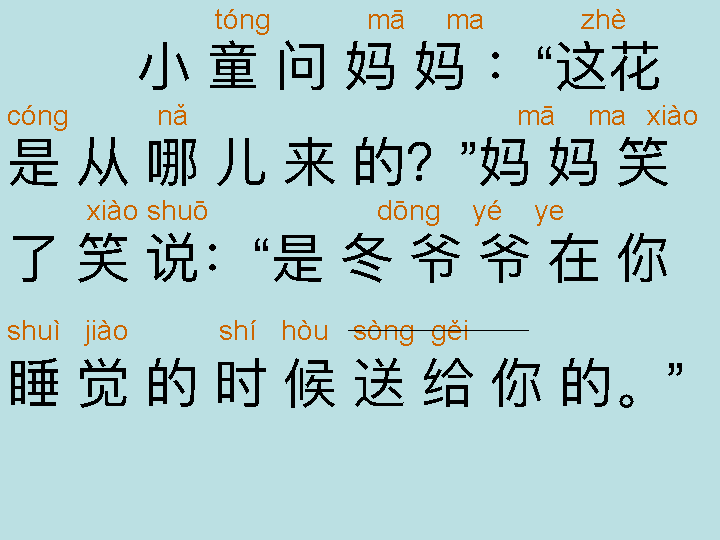 tóng mā ma zhè
小童问妈妈：“这花
cóng nǎ mā ma xiào
是从哪儿来的？”妈妈笑
xiào shuō dōng yé ye
了笑说：“是冬爷爷在你
shuì jiào shí hòu sòng gěi
睡觉的时候送给你的。”